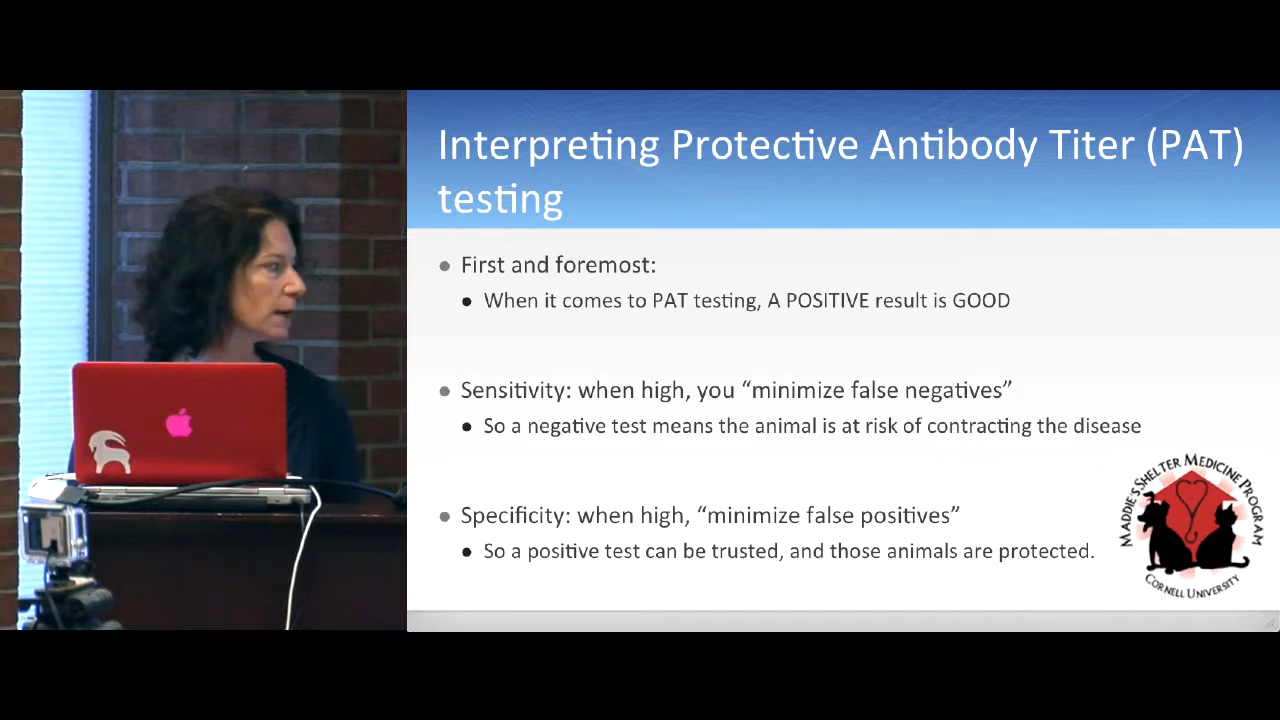 Interpreting Protective Antibody Titer (PAT)
testing
First and foremost:
When it comes to PAT testing, A POSITIVE result is GOOD
Sensitivity: when high, you “minimize false negatives”
So a negative test means the animal is at risk of contracting the disease
Specificity: when high, “minimize false positives”
So a positive test can be trusted, and those animals are protected.
MADDIE'S SHELTER MEDICINE PROGRAM
CORNELL UNIVERSITY